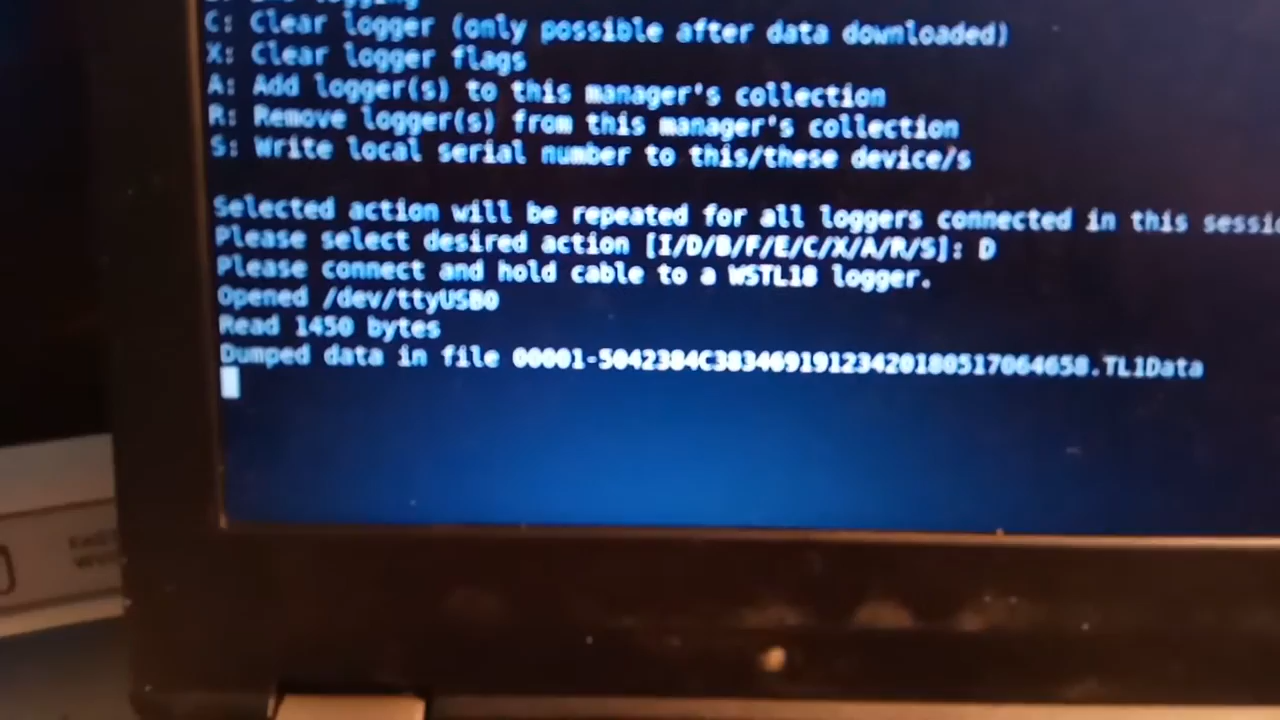 logging
C: Clear logger (only possible after data downloaded)
X: Clear logger flags
A: Add logger(s) to this manager's collection
R: Remove logger(s) from this manager's collection
S: Write local serial number to this/these device/s
Selected action will be repeated for all loggers connected in this sessio
Please select desired action [I/D/B/F/E/C/X/A/R/S]: D
Please connect and hold cable to a WSTL18 logger.
Opened /dev/ttyUSB0
Read 1450 bytes
Dumped data in file 00001-5042384C38346919123420180517064658.TL1Data